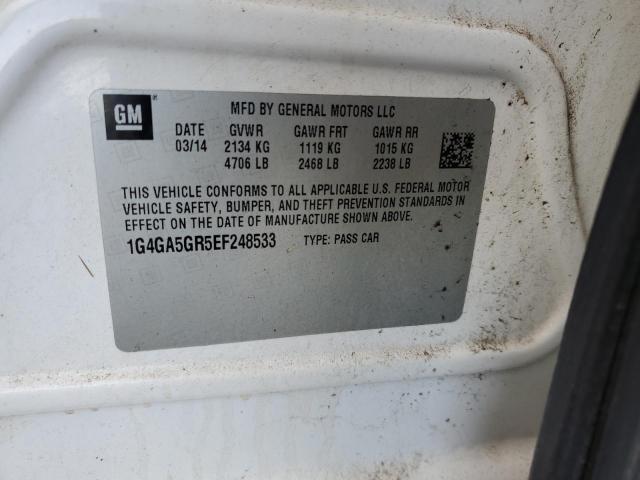 GM
MFD BY GENERAL MOTORS LLC
DATE GVWR GAWR FRT GAWR RR
03/14 2134 KG 1119 KG 1015 KG
4706 LB 2468 LB 2238 LB
THIS VEHICLE CONFORMS TO ALL APPLICABLE U.S. FEDERAL MOTOR
VEHICLE SAFETY, BUMPER, AND THEFT PREVENTION STANDARDS IN
EFFECT ON THE DATE OF MANUFACTURE SHOWN ABOVE.
1G4GA5GR5EF248533 TYPE: PASS CAR